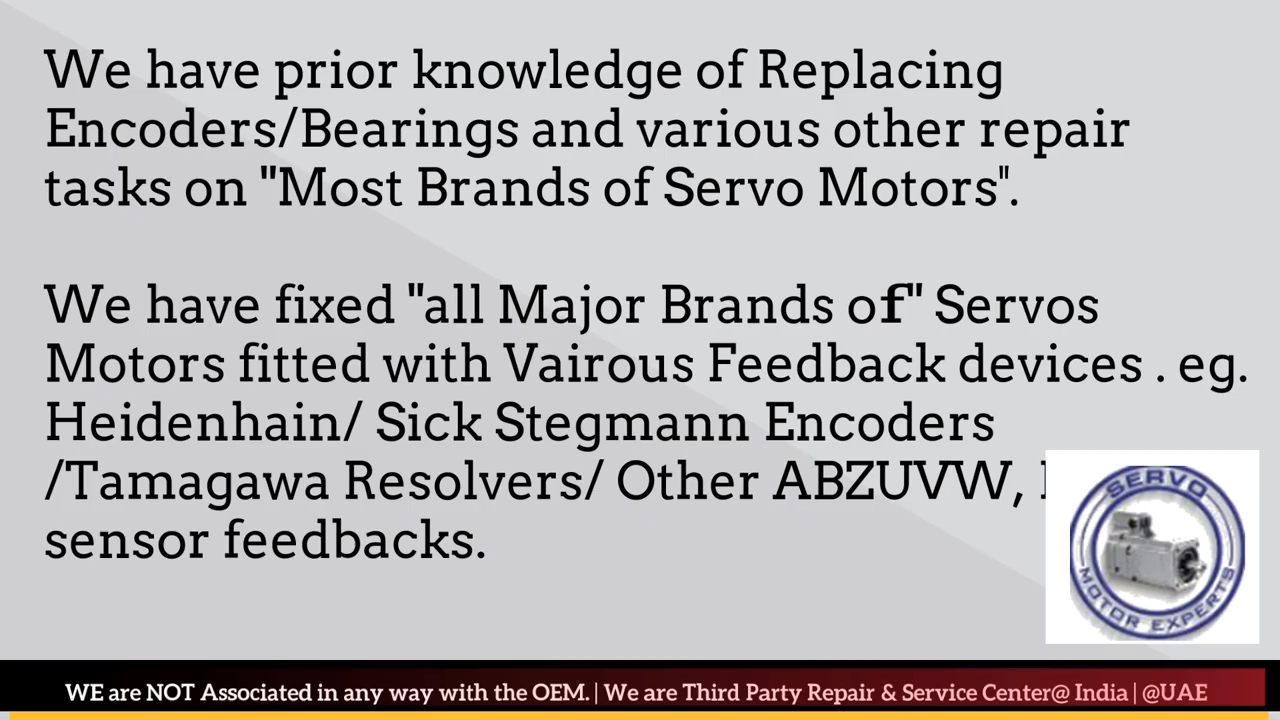 We have prior knowledge of Replacing
Encoders/Bearings and various other repair
tasks on "Most Brands of Servo Motors".
We have fixed "all Major Brands of" Servos
Motors fitted with Vairous Feedback devices . eg.
Heidenhain/ Sick Stegmann Encoders
/Tamagawa Resolvers/ Other ABZUVW,
sensor feedbacks.
SERVO
MOTOR EXPERTS
WE are NOT Associated in any way with the OEM. | We are Third Party Repair & Service Center@ India | @UAE